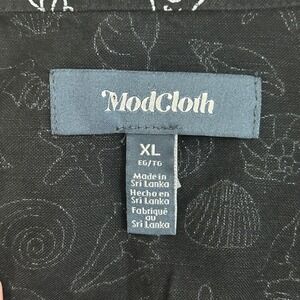 ModCloth
XL
EG/TG
Made in
Sri Lanka
Hecho en
Sri Lanka
Fabriqué
au
Sri Lanka